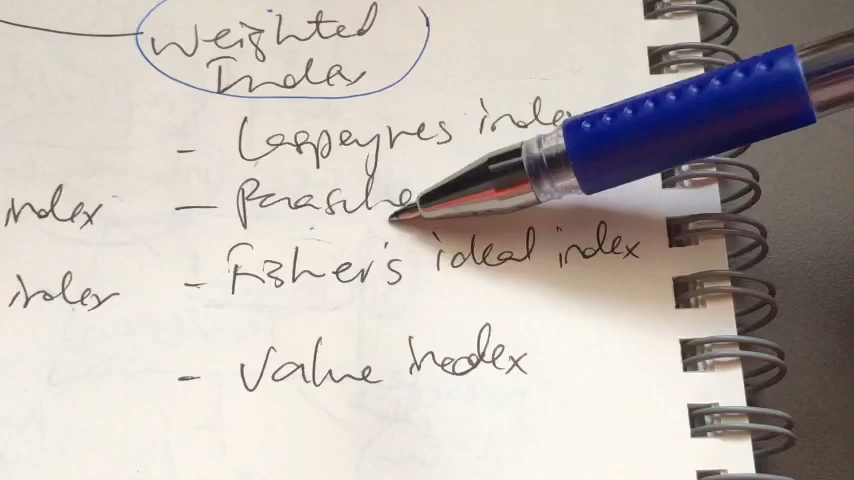 Weighted
Index
- Laspeyres index
index - Paasche
- Fisher's ideal index
index
- Value index